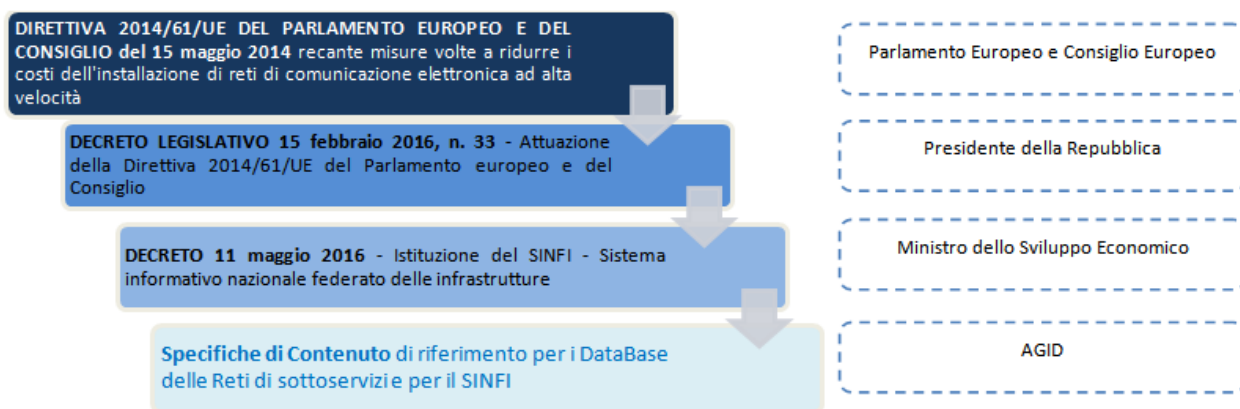 DIRETTIVA 2014/61/UE DEL PARLAMENTO EUROPEO E DEL
CONSIGLIO del 15 maggio 2014 recante misure volte a ridurre i
costi dell'installazione di reti di comunicazione elettronica ad alta
velocità
Parlamento Europeo e Consiglio Europeo
DECRETO LEGISLATIVO 15 febbraio 2016, n. 33 - Attuazione
della Direttiva 2014/61/UE del Parlamento europeo e del
Consiglio
Presidente della Repubblica
DECRETO 11 maggio 2016 - Istituzione del SINFI - Sistema
informativo nazionale federato delle infrastrutture
Ministro dello Sviluppo Economico
Specifiche di Contenuto di riferimento per i DataBase
delle Reti di sottoservizi e per il SINFI
AGID